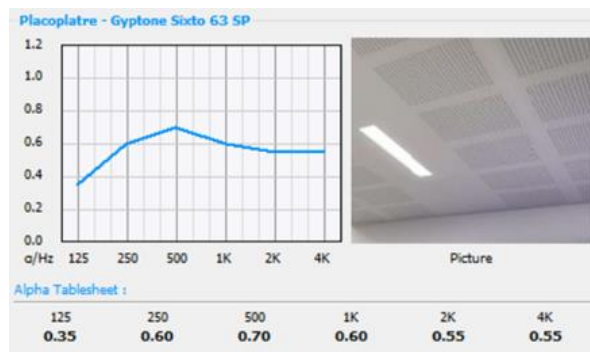 Placoplatre - Gyptone Sixto 63 SP
1.2
1.0
0.8
0.6
0.4
0.2
0.0
α/Hz 125 250 500 1K 2K 4K
Picture
Alpha Tablesheet :
125 250 500 1K 2K 4K
0.35 0.60 0.70 0.60 0.55 0.55